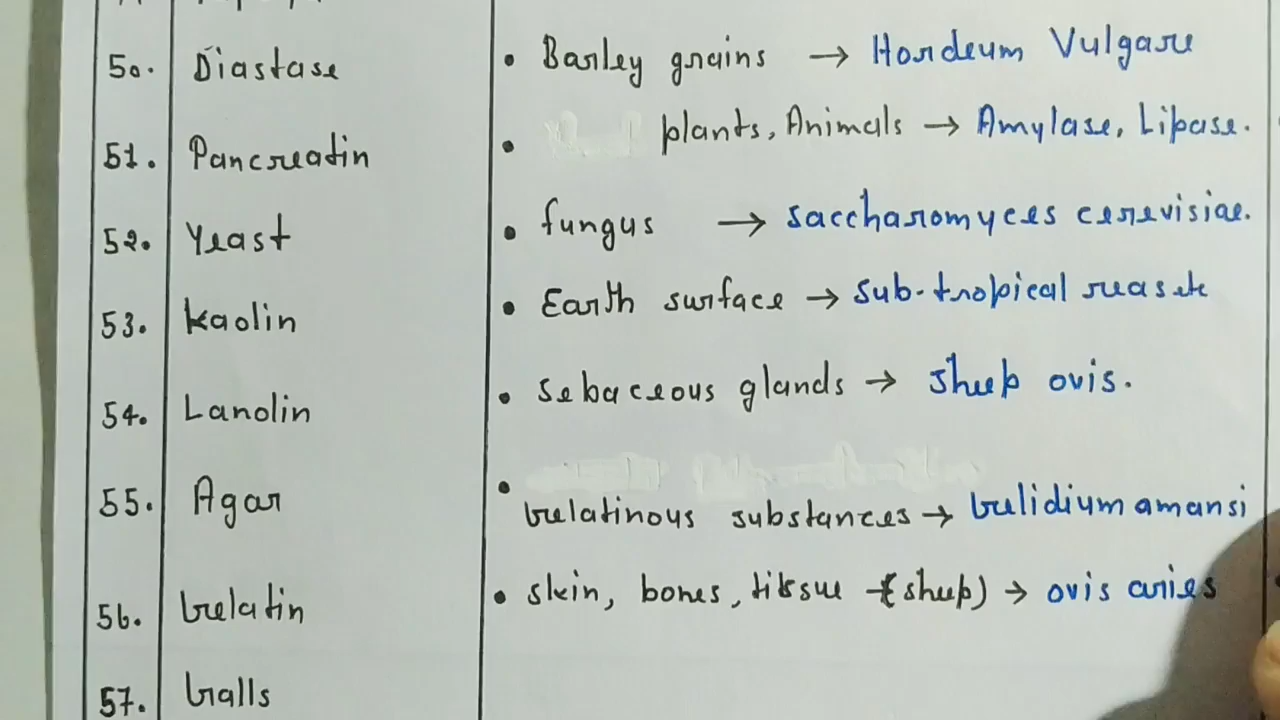 50. Diastase • Barley grains → Hordeum Vulgare
51. Pancreatin • plants, Animals → Amylase, Lipase.
52. Yeast • fungus → saccharomyces cerevisiae.
53. Kaolin • Earth surface → sub-tropical
54. Lanolin • sebaceous glands → sheep ovis.
55. Agar • Gelatinous substances → Gelidium amansi
56. Gelatin • skin, bones, tissue (sheep) → ovis aries
57. Galls